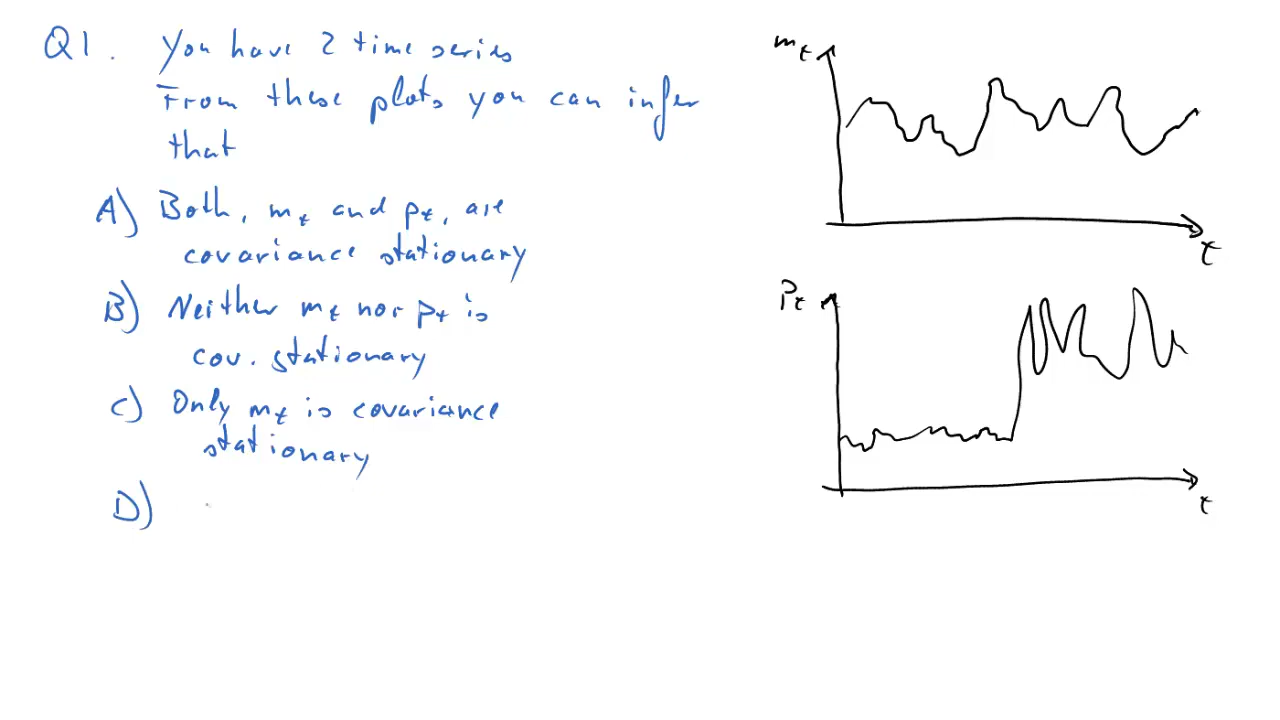 Q1. You have 2 time series
From these plots you can infer
that
A) Both, mt and pt, are
covariance stationary
B) Neither mt nor pt is
cov. stationary
C) Only mt is covariance
stationary
D)
mt
t
Pt
t